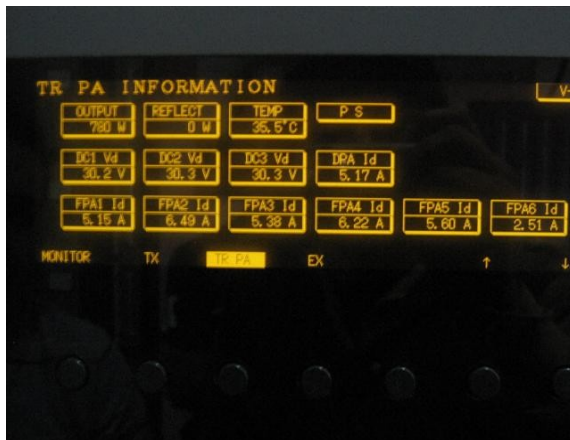 TR PA INFORMATION
V-
OUTPUT REFLECT TEMP P S
780 W 0 W 35.5°C
DC1 Vd DC2 Vd DC3 Vd DPA Id
30.2 V 30.3 V 30.3 V 5.17 A
FPA1 Id FPA2 Id FPA3 Id FPA4 Id FPA5 Id FPA6 Id
5.15 A 6.49 A 5.38 A 6.22 A 5.60 A 2.51 A
MONITOR TX TR PA EX ↑ ↓